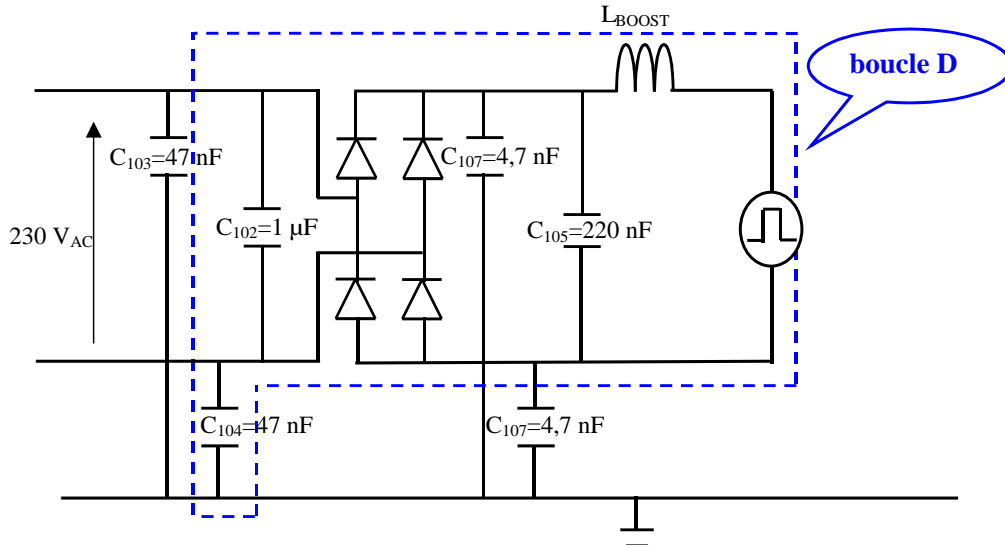 L_BOOST
boucle D
C₁₀₃=47 nF
C₁₀₇=4,7 nF
230 V_AC
C₁₀₂=1 µF
C₁₀₅=220 nF
C₁₀₄=47 nF
C₁₀₇=4,7 nF